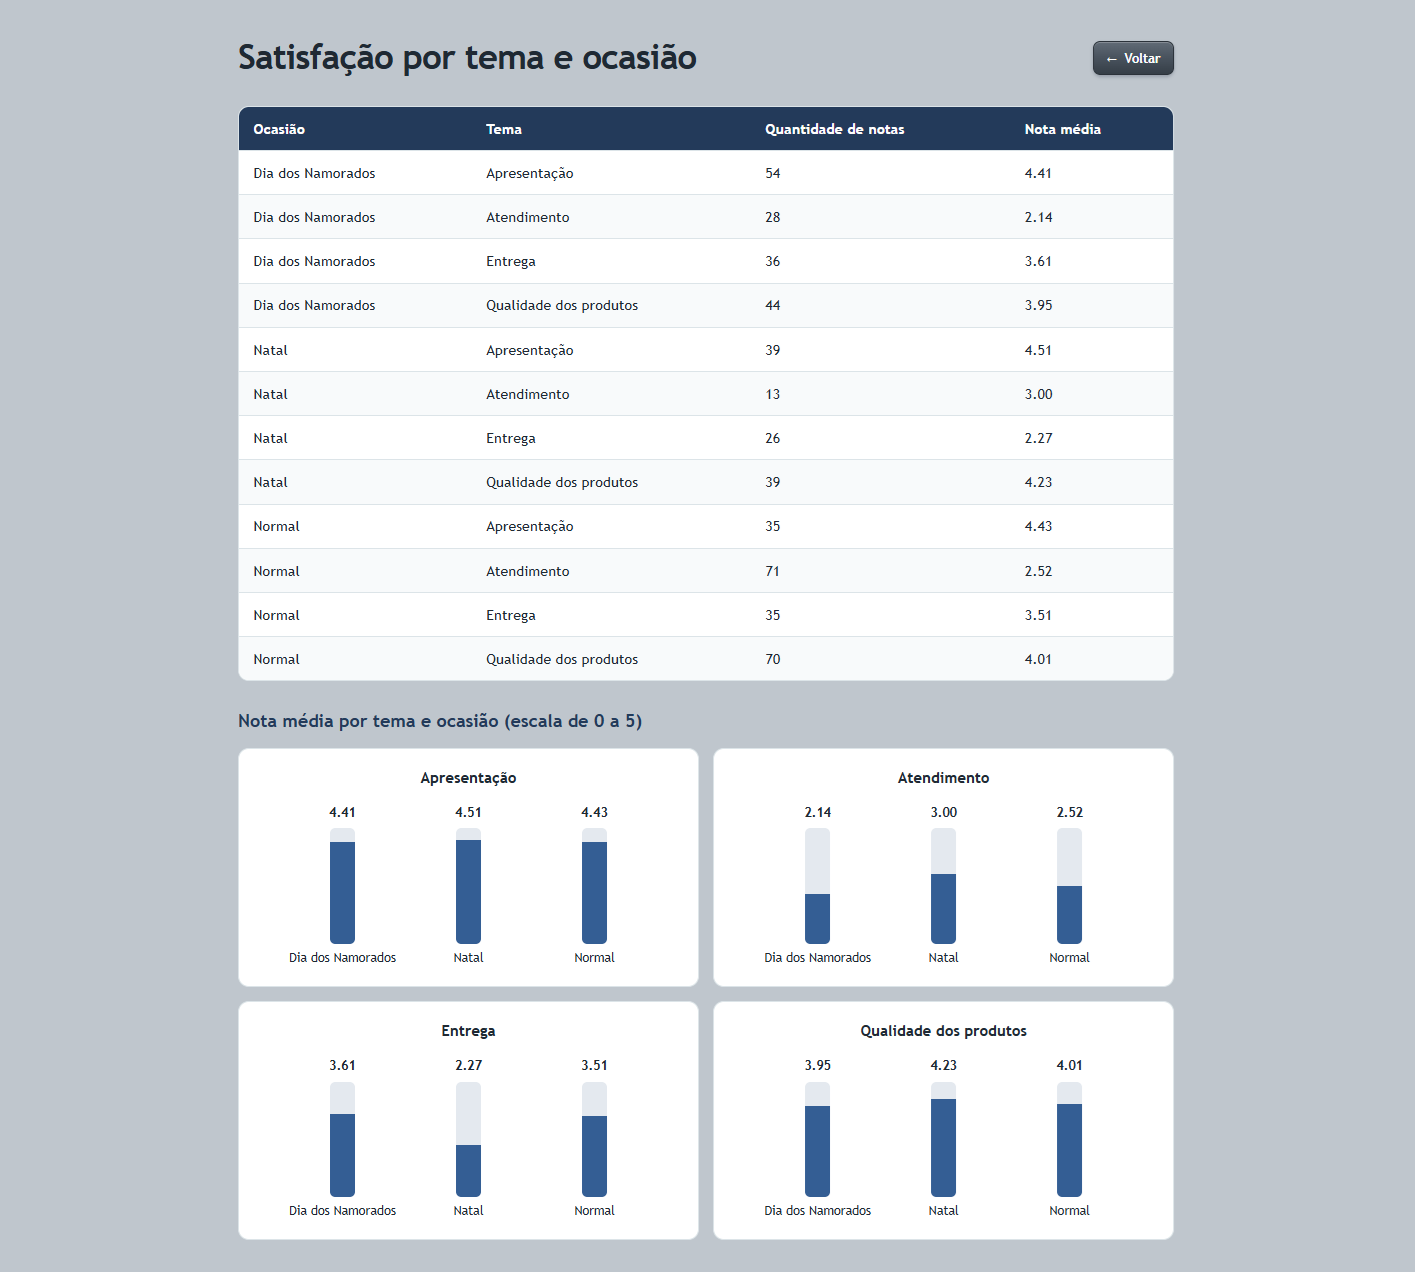 Satisfação por tema e ocasião
← Voltar
Ocasião Tema Quantidade de notas Nota média
Dia dos Namorados Apresentação 54 4.41
Dia dos Namorados Atendimento 28 2.14
Dia dos Namorados Entrega 36 3.61
Dia dos Namorados Qualidade dos produtos 44 3.95
Natal Apresentação 39 4.51
Natal Atendimento 13 3.00
Natal Entrega 26 2.27
Natal Qualidade dos produtos 39 4.23
Normal Apresentação 35 4.43
Normal Atendimento 71 2.52
Normal Entrega 35 3.51
Normal Qualidade dos produtos 70 4.01
Nota média por tema e ocasião (escala de 0 a 5)
Apresentação
4.41 4.51 4.43
Dia dos Namorados Natal Normal
Atendimento
2.14 3.00 2.52
Dia dos Namorados Natal Normal
Entrega
3.61 2.27 3.51
Dia dos Namorados Natal Normal
Qualidade dos produtos
3.95 4.23 4.01
Dia dos Namorados Natal Normal